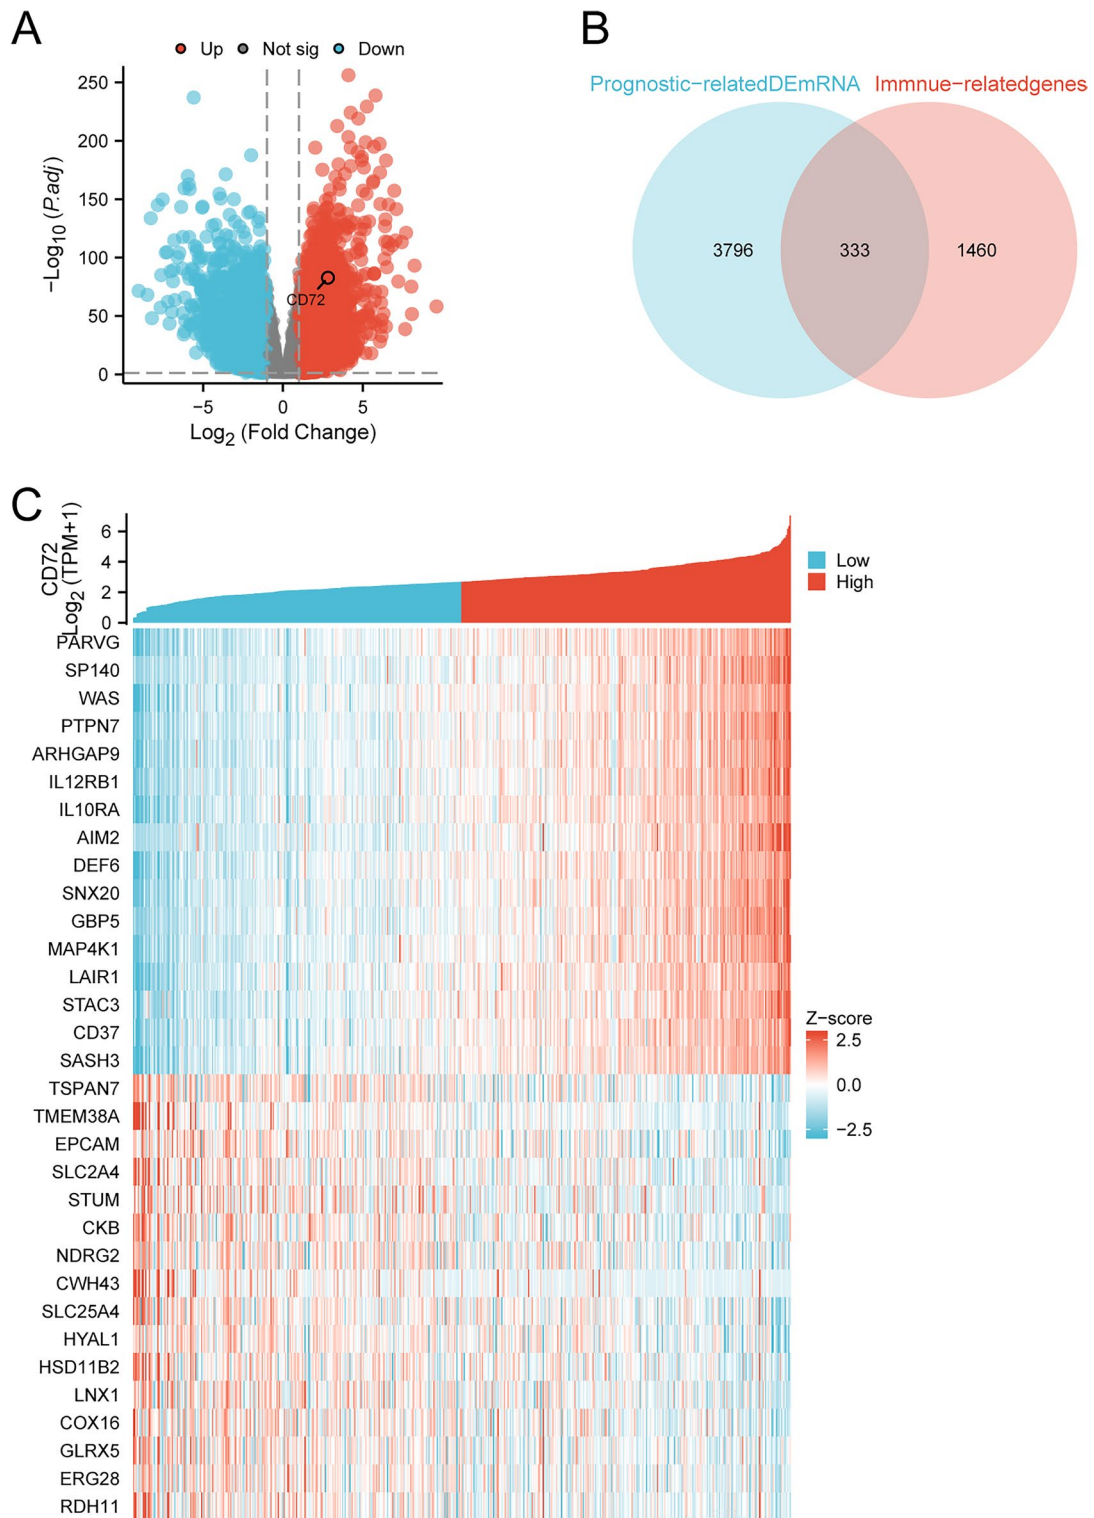 A
Up Not sig Down
250
200
150
100
50
0
−Log10 (P.adj)
CD72
−5 0 5
Log2 (Fold Change)
B
Prognostic−relatedDEmRNA Immnue−relatedgenes
3796 333 1460
C
CD72
Log2 (TPM+1)
6
4
2
0
Low
High
PARVG
SP140
WAS
PTPN7
ARHGAP9
IL12RB1
IL10RA
AIM2
DEF6
SNX20
GBP5
MAP4K1
LAIR1
STAC3
CD37
SASH3
TSPAN7
TMEM38A
EPCAM
SLC2A4
STUM
CKB
NDRG2
CWH43
SLC25A4
HYAL1
HSD11B2
LNX1
COX16
GLRX5
ERG28
RDH11
Z−score
2.5
0.0
−2.5